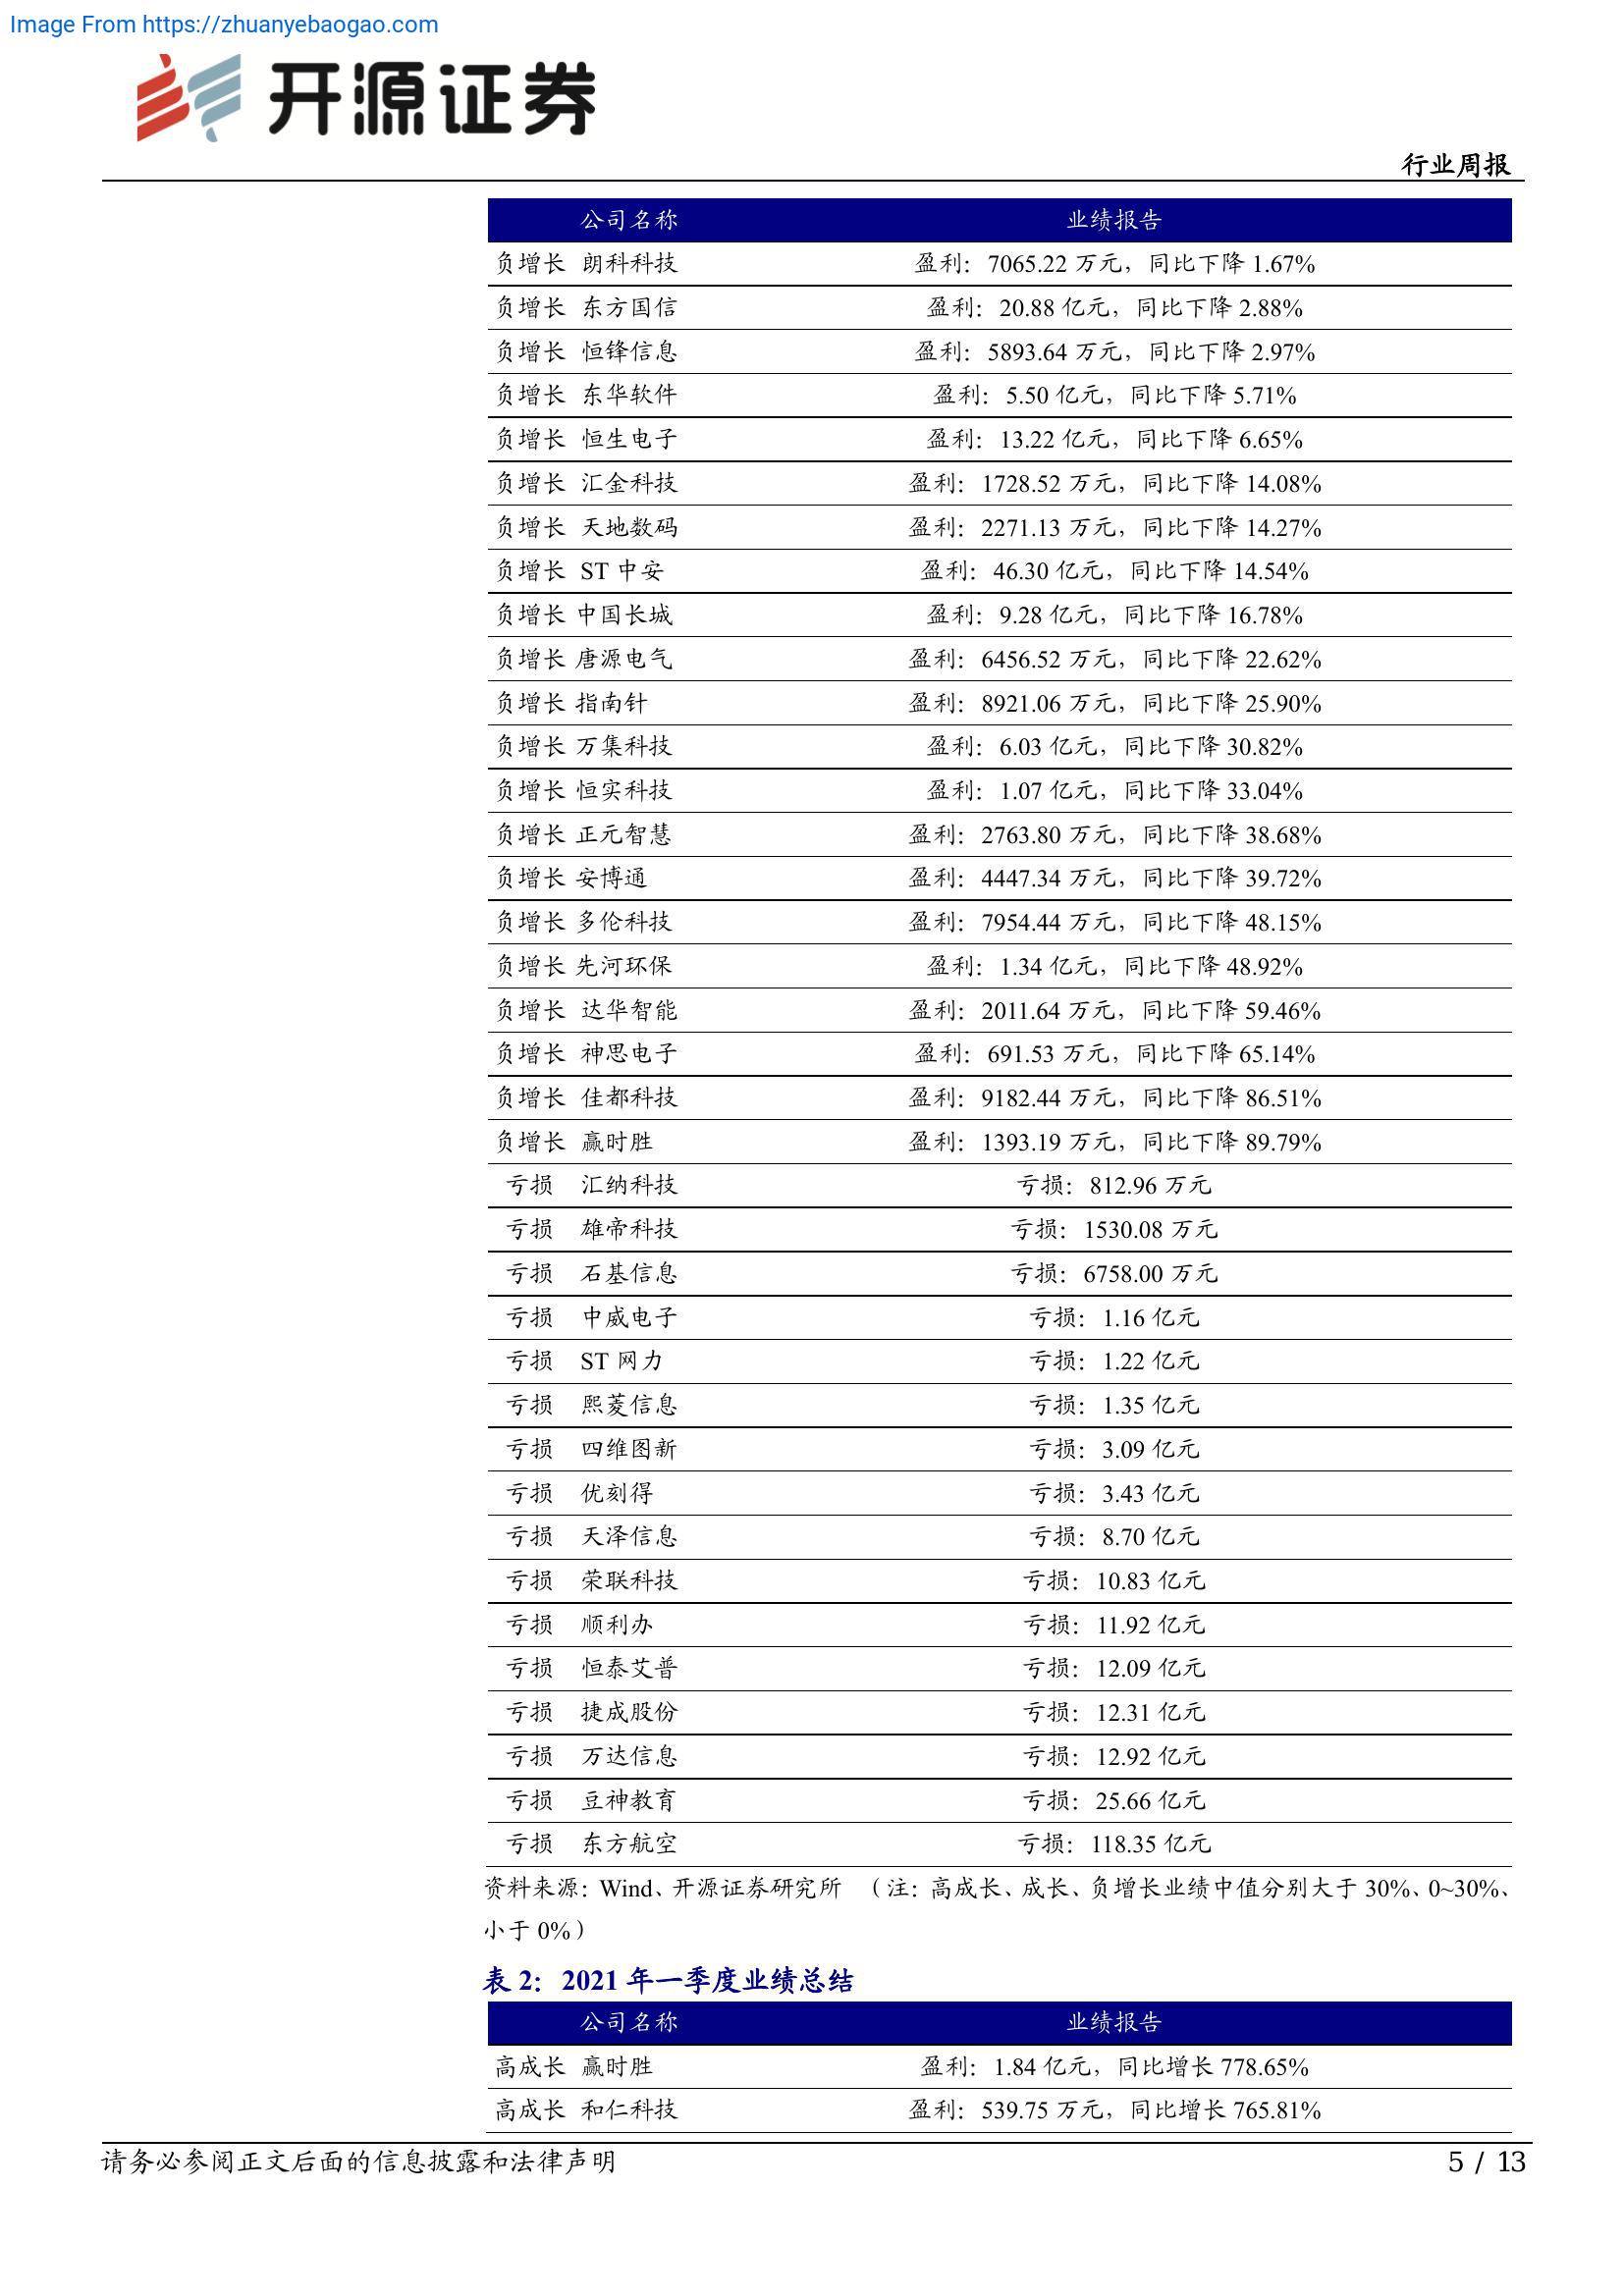 Image From https://zhuanyebaogao.com
开源证券
行业周报
公司名称 业绩报告
负增长 朗科科技 盈利：7065.22 万元，同比下降 1.67%
负增长 东方国信 盈利：20.88 亿元，同比下降 2.88%
负增长 恒锋信息 盈利：5893.64 万元，同比下降 2.97%
负增长 东华软件 盈利：5.50 亿元，同比下降 5.71%
负增长 恒生电子 盈利：13.22 亿元，同比下降 6.65%
负增长 汇金科技 盈利：1728.52 万元，同比下降 14.08%
负增长 天地数码 盈利：2271.13 万元，同比下降 14.27%
负增长 ST 中安 盈利：46.30 亿元，同比下降 14.54%
负增长 中国长城 盈利：9.28 亿元，同比下降 16.78%
负增长 唐源电气 盈利：6456.52 万元，同比下降 22.62%
负增长 指南针 盈利：8921.06 万元，同比下降 25.90%
负增长 万集科技 盈利：6.03 亿元，同比下降 30.82%
负增长 恒实科技 盈利：1.07 亿元，同比下降 33.04%
负增长 正元智慧 盈利：2763.80 万元，同比下降 38.68%
负增长 安博通 盈利：4447.34 万元，同比下降 39.72%
负增长 多伦科技 盈利：7954.44 万元，同比下降 48.15%
负增长 先河环保 盈利：1.34 亿元，同比下降 48.92%
负增长 达华智能 盈利：2011.64 万元，同比下降 59.46%
负增长 神思电子 盈利：691.53 万元，同比下降 65.14%
负增长 佳都科技 盈利：9182.44 万元，同比下降 86.51%
负增长 赢时胜 盈利：1393.19 万元，同比下降 89.79%
亏损 汇纳科技 亏损：812.96 万元
亏损 雄帝科技 亏损：1530.08 万元
亏损 石基信息 亏损：6758.00 万元
亏损 中威电子 亏损：1.16 亿元
亏损 ST 网力 亏损：1.22 亿元
亏损 熙菱信息 亏损：1.35 亿元
亏损 四维图新 亏损：3.09 亿元
亏损 优刻得 亏损：3.43 亿元
亏损 天泽信息 亏损：8.70 亿元
亏损 荣联科技 亏损：10.83 亿元
亏损 顺利办 亏损：11.92 亿元
亏损 恒泰艾普 亏损：12.09 亿元
亏损 捷成股份 亏损：12.31 亿元
亏损 万达信息 亏损：12.92 亿元
亏损 豆神教育 亏损：25.66 亿元
亏损 东方航空 亏损：118.35 亿元
资料来源：Wind、开源证券研究所 （注：高成长、成长、负增长业绩中值分别大于 30%、0~30%、
小于 0%）
表 2：2021 年一季度业绩总结
公司名称 业绩报告
高成长 赢时胜 盈利：1.84 亿元，同比增长 778.65%
高成长 和仁科技 盈利：539.75 万元，同比增长 765.81%
请务必参阅正文后面的信息披露和法律声明 5 / 13